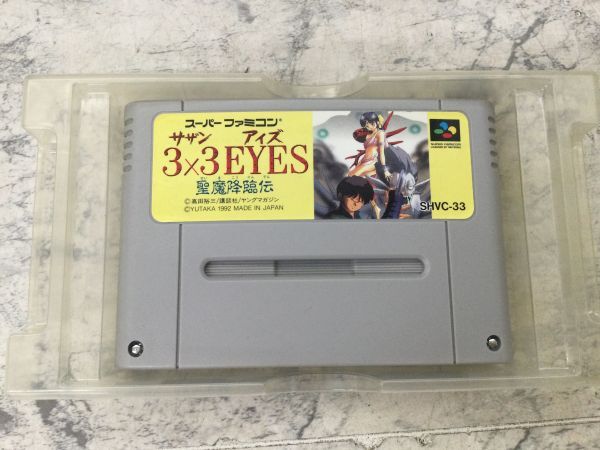 スーパーファミコン®
サザン アイズ
3×3EYES
聖魔降臨伝
©高田裕三/講談社/ヤングマガジン
©YUTAKA 1992 MADE IN JAPAN
SUPER FAMICOM
SHVC-33